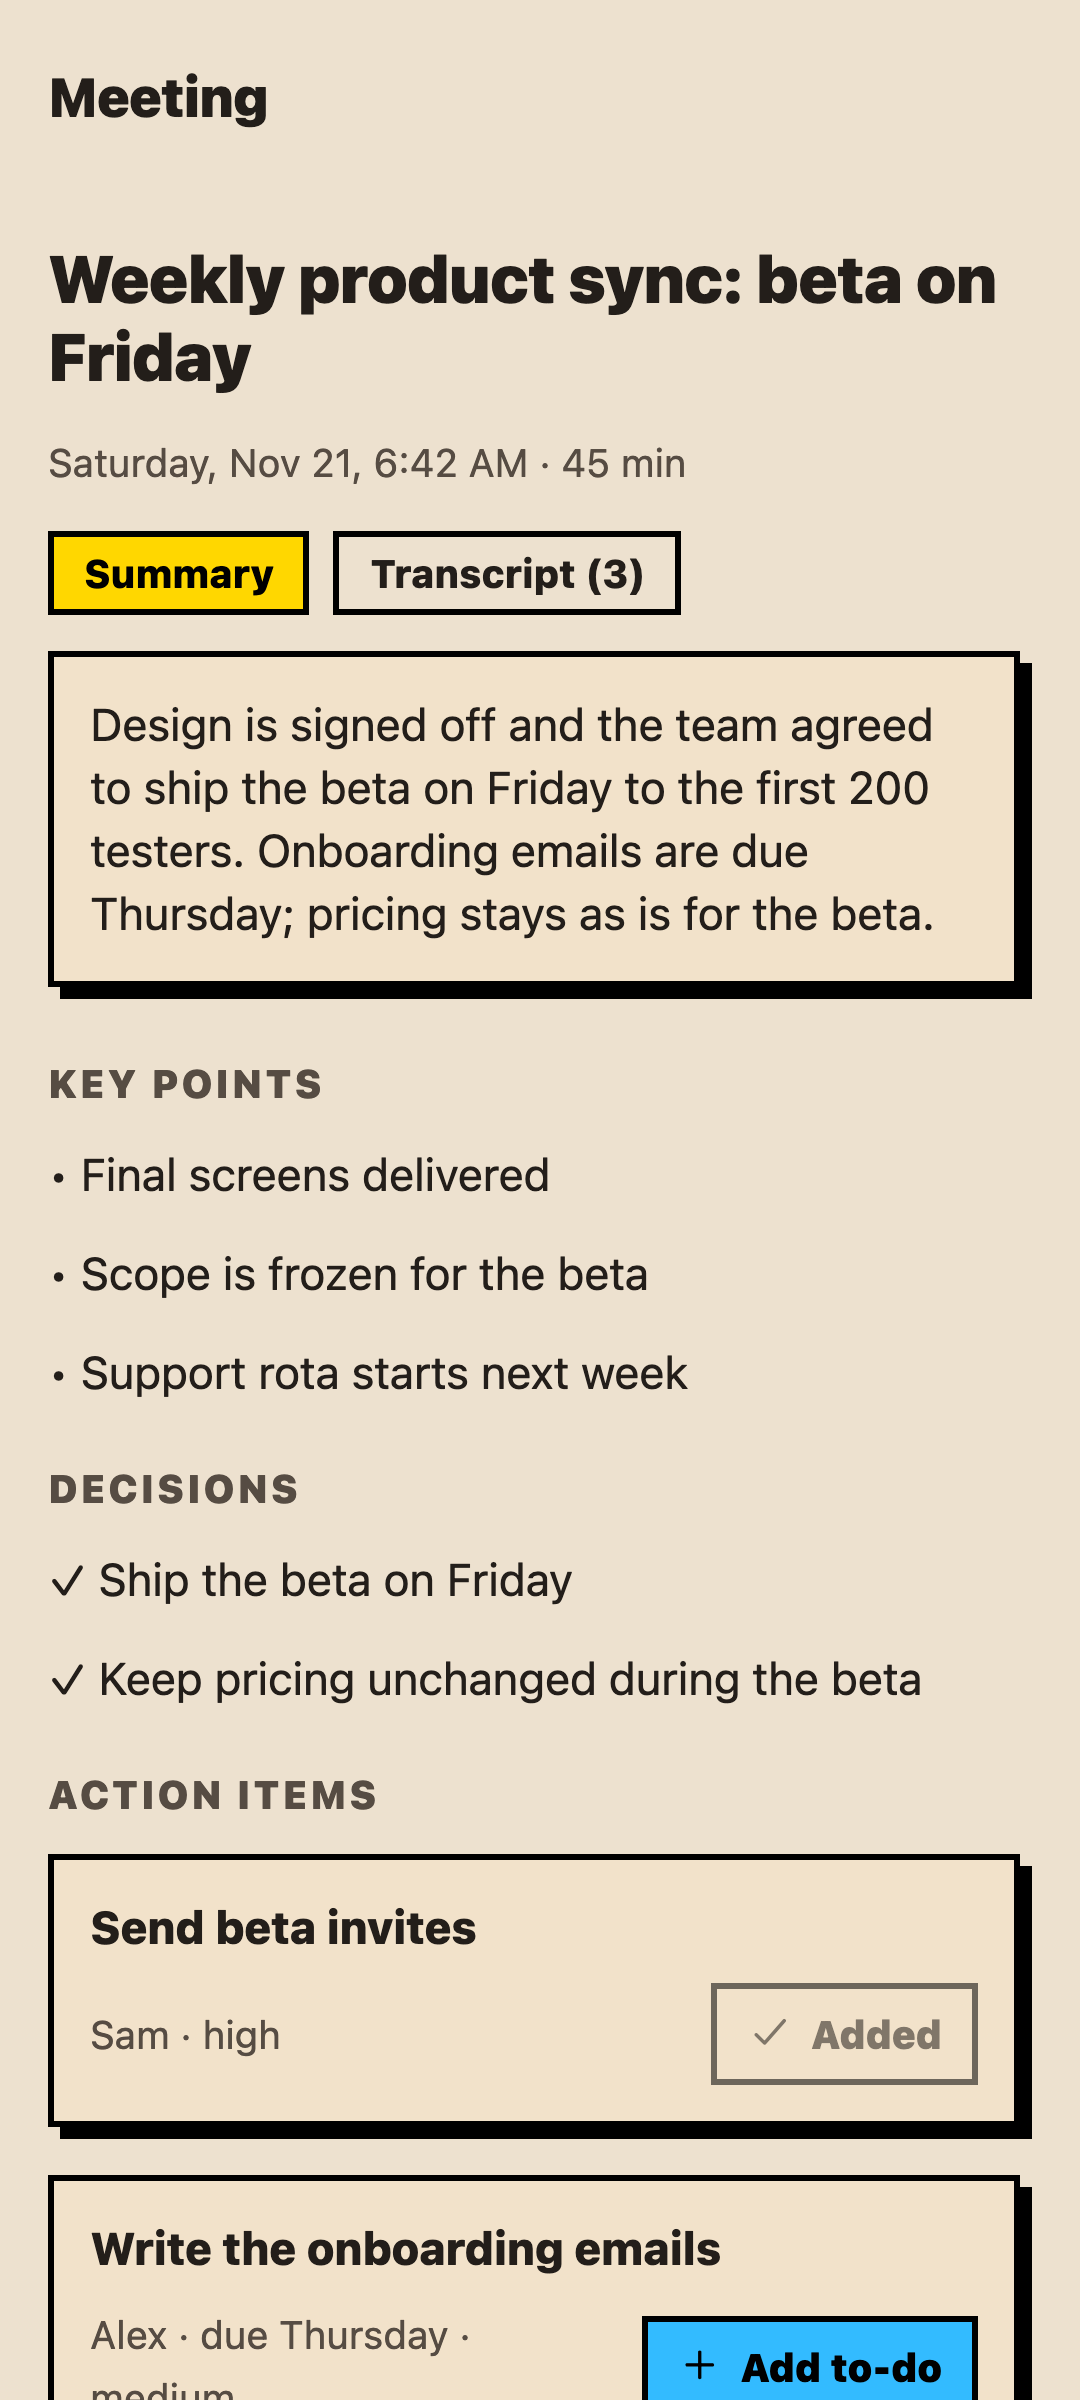 Meeting
Weekly product sync: beta on
Friday
Saturday, Nov 21, 6:42 AM · 45 min
Summary
Transcript (3)
Design is signed off and the team agreed
to ship the beta on Friday to the first 200
testers. Onboarding emails are due
Thursday; pricing stays as is for the beta.
KEY POINTS
• Final screens delivered
• Scope is frozen for the beta
• Support rota starts next week
DECISIONS
✓ Ship the beta on Friday
✓ Keep pricing unchanged during the beta
ACTION ITEMS
Send beta invites
Sam · high
✓ Added
Write the onboarding emails
Alex · due Thursday ·
medium
+ Add to-do